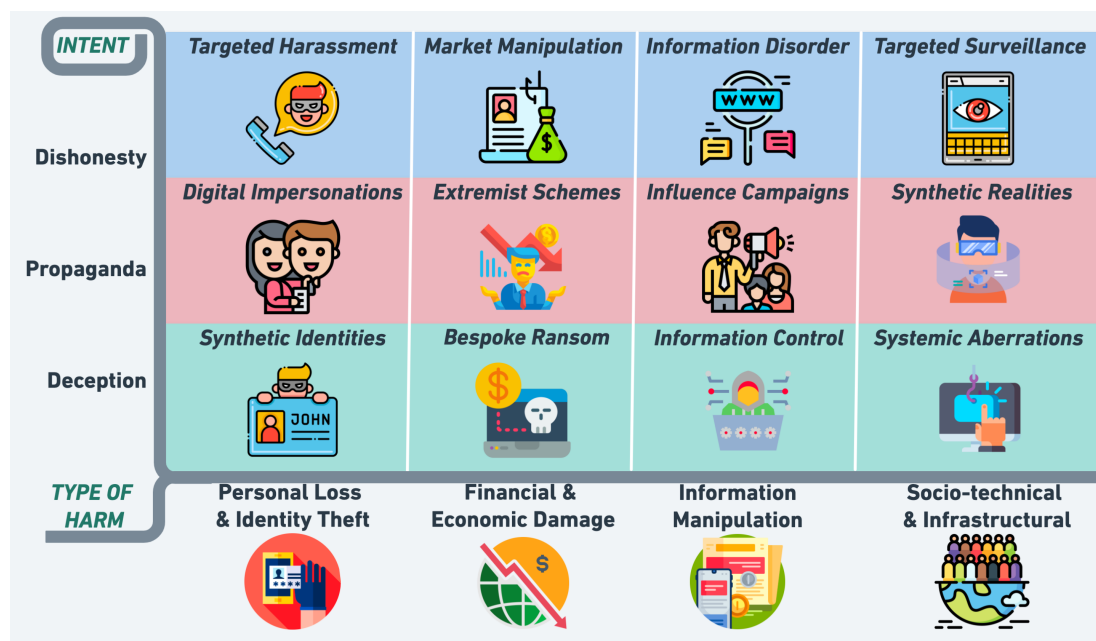 INTENT
Targeted Harassment
Market Manipulation
Information Disorder
Targeted Surveillance
WWW
$
Dishonesty
Digital Impersonations
Extremist Schemes
Influence Campaigns
Synthetic Realities
Propaganda
Synthetic Identities
Bespoke Ransom
Information Control
Systemic Aberrations
$
Deception
JOHN
TYPE OF
HARM
Personal Loss
& Identity Theft
Financial &
Economic Damage
Information
Manipulation
Socio-technical
& Infrastructural
$